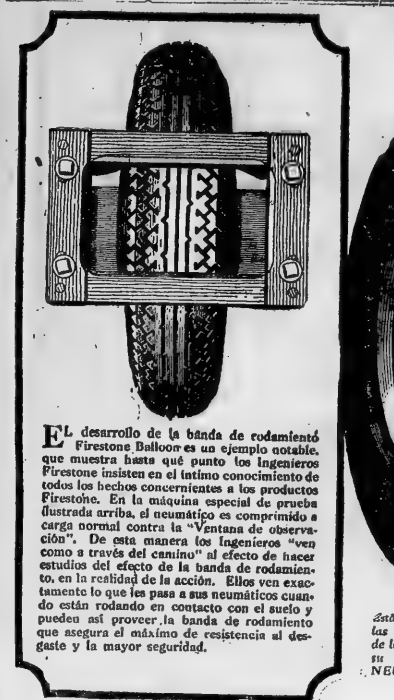 EL desarrollo de la banda de rodamiento
Firestone Balloon es un ejemplo notable,
que muestra hasta qué punto los Ingenieros
Firestone insisten en el íntimo conocimiento de
todos los hechos concernientes a los productos
Firestone. En la máquina especial de prueba
ilustrada arriba, el neumático es comprimido a
carga normal contra la "Ventana de observa-
ción". De esta manera los Ingenieros "ven
como a través del camino" al efecto de hacer
estudios del efecto de la banda de rodamien-
to, en la realidad de la acción. Ellos ven exac-
tamente lo que les pasa a sus neumáticos cuan-
do están rodando en contacto con el suelo y
pueden así proveer la banda de rodamiento
que asegura el máximo de resistencia al des-
gaste y la mayor seguridad.
las
su